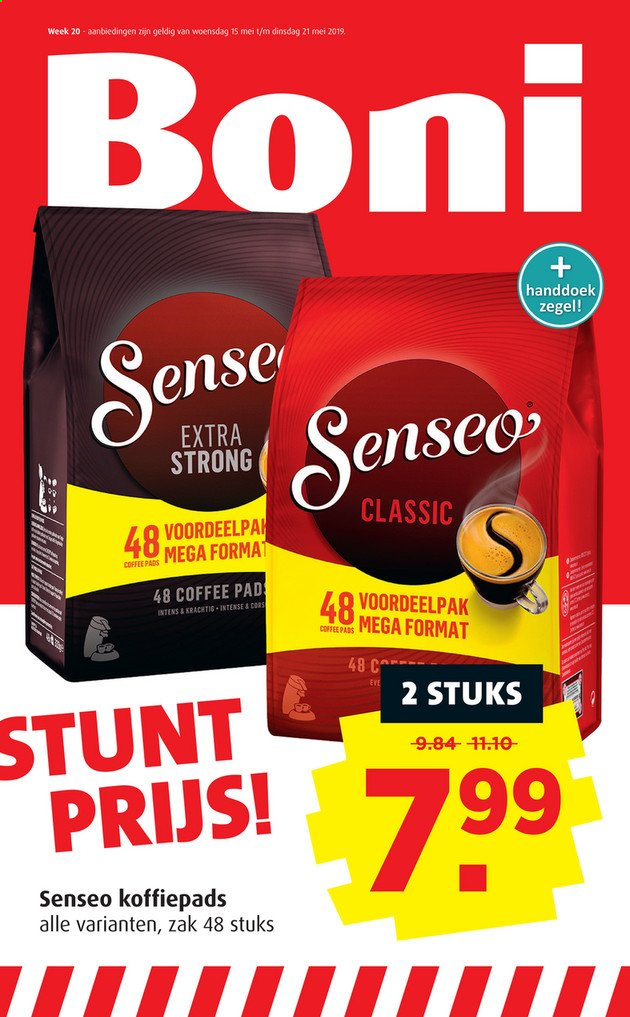 Week 20 - aanbiedingen zijn geldig van woensdag 15 mei t/m dinsdag 21 mei 2019.
Boni
+
handdoek
zegel!
Senseo
EXTRA
STRONG
48 VOORDEELPAK
COFFEE PADS MEGA FORMAT
48 COFFEE PADS
INTENS & KRACHTIG - INTENSE & CORS
Senseo®
CLASSIC
48 VOORDEELPAK
COFFEE PADS MEGA FORMAT
48 COFFEE
2 STUKS
9.84 - 11.10
7.99
STUNT
PRIJS!
Senseo koffiepads
alle varianten, zak 48 stuks